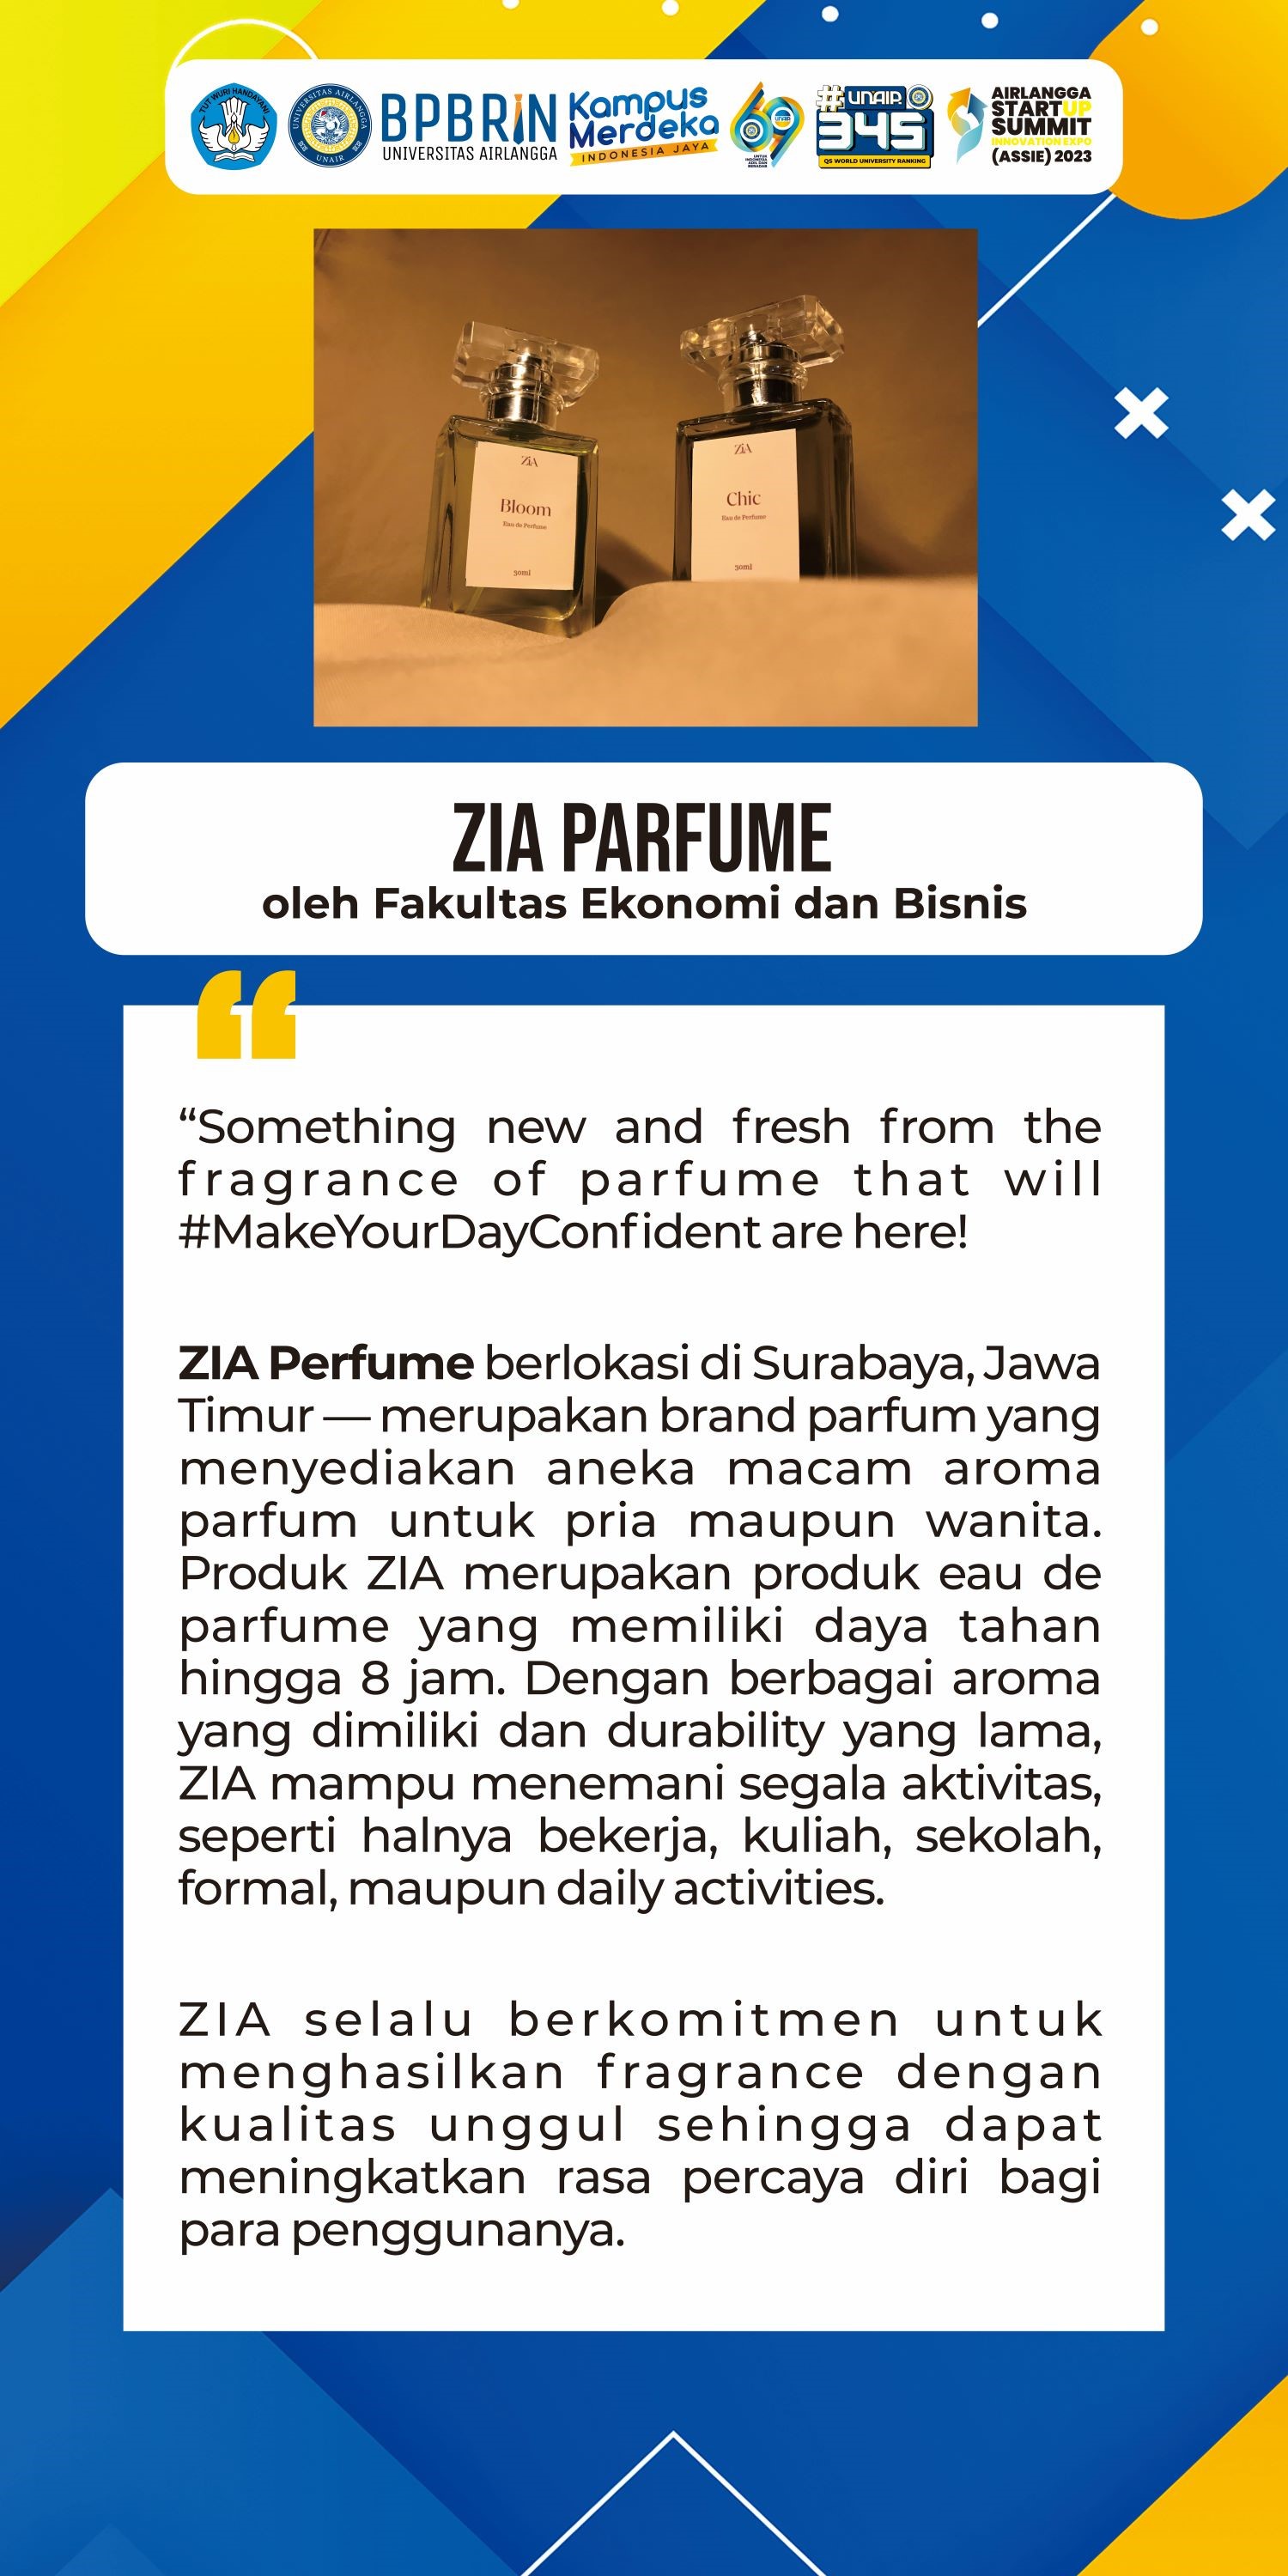 TUT WURI HANDAYANI
UNIVERSITAS AIRLANGGA
UNAIR
BPBRIN
UNIVERSITAS AIRLANGGA
Kampus
Merdeka
INDONESIA JAYA
69
UNAIR
#UNAIR
345
QS WORLD UNIVERSITY RANKING
AIRLANGGA
STARTUP
SUMMIT
INNOVATION EXPO
(ASSIE) 2023
ZiA
Bloom
Eau de Perfume
30ml
ZiA
Chic
Eau de Perfume
30ml
ZIA PARFUME
oleh Fakultas Ekonomi dan Bisnis
“
“Something new and fresh from the
fragrance of parfume that will
#MakeYourDayConfident are here!
ZIA Perfume berlokasi di Surabaya, Jawa
Timur — merupakan brand parfum yang
menyediakan aneka macam aroma
parfum untuk pria maupun wanita.
Produk ZIA merupakan produk eau de
parfume yang memiliki daya tahan
hingga 8 jam. Dengan berbagai aroma
yang dimiliki dan durability yang lama,
ZIA mampu menemani segala aktivitas,
seperti halnya bekerja, kuliah, sekolah,
formal, maupun daily activities.
ZIA selalu berkomitmen untuk
menghasilkan fragrance dengan
kualitas unggul sehingga dapat
meningkatkan rasa percaya diri bagi
para penggunanya.